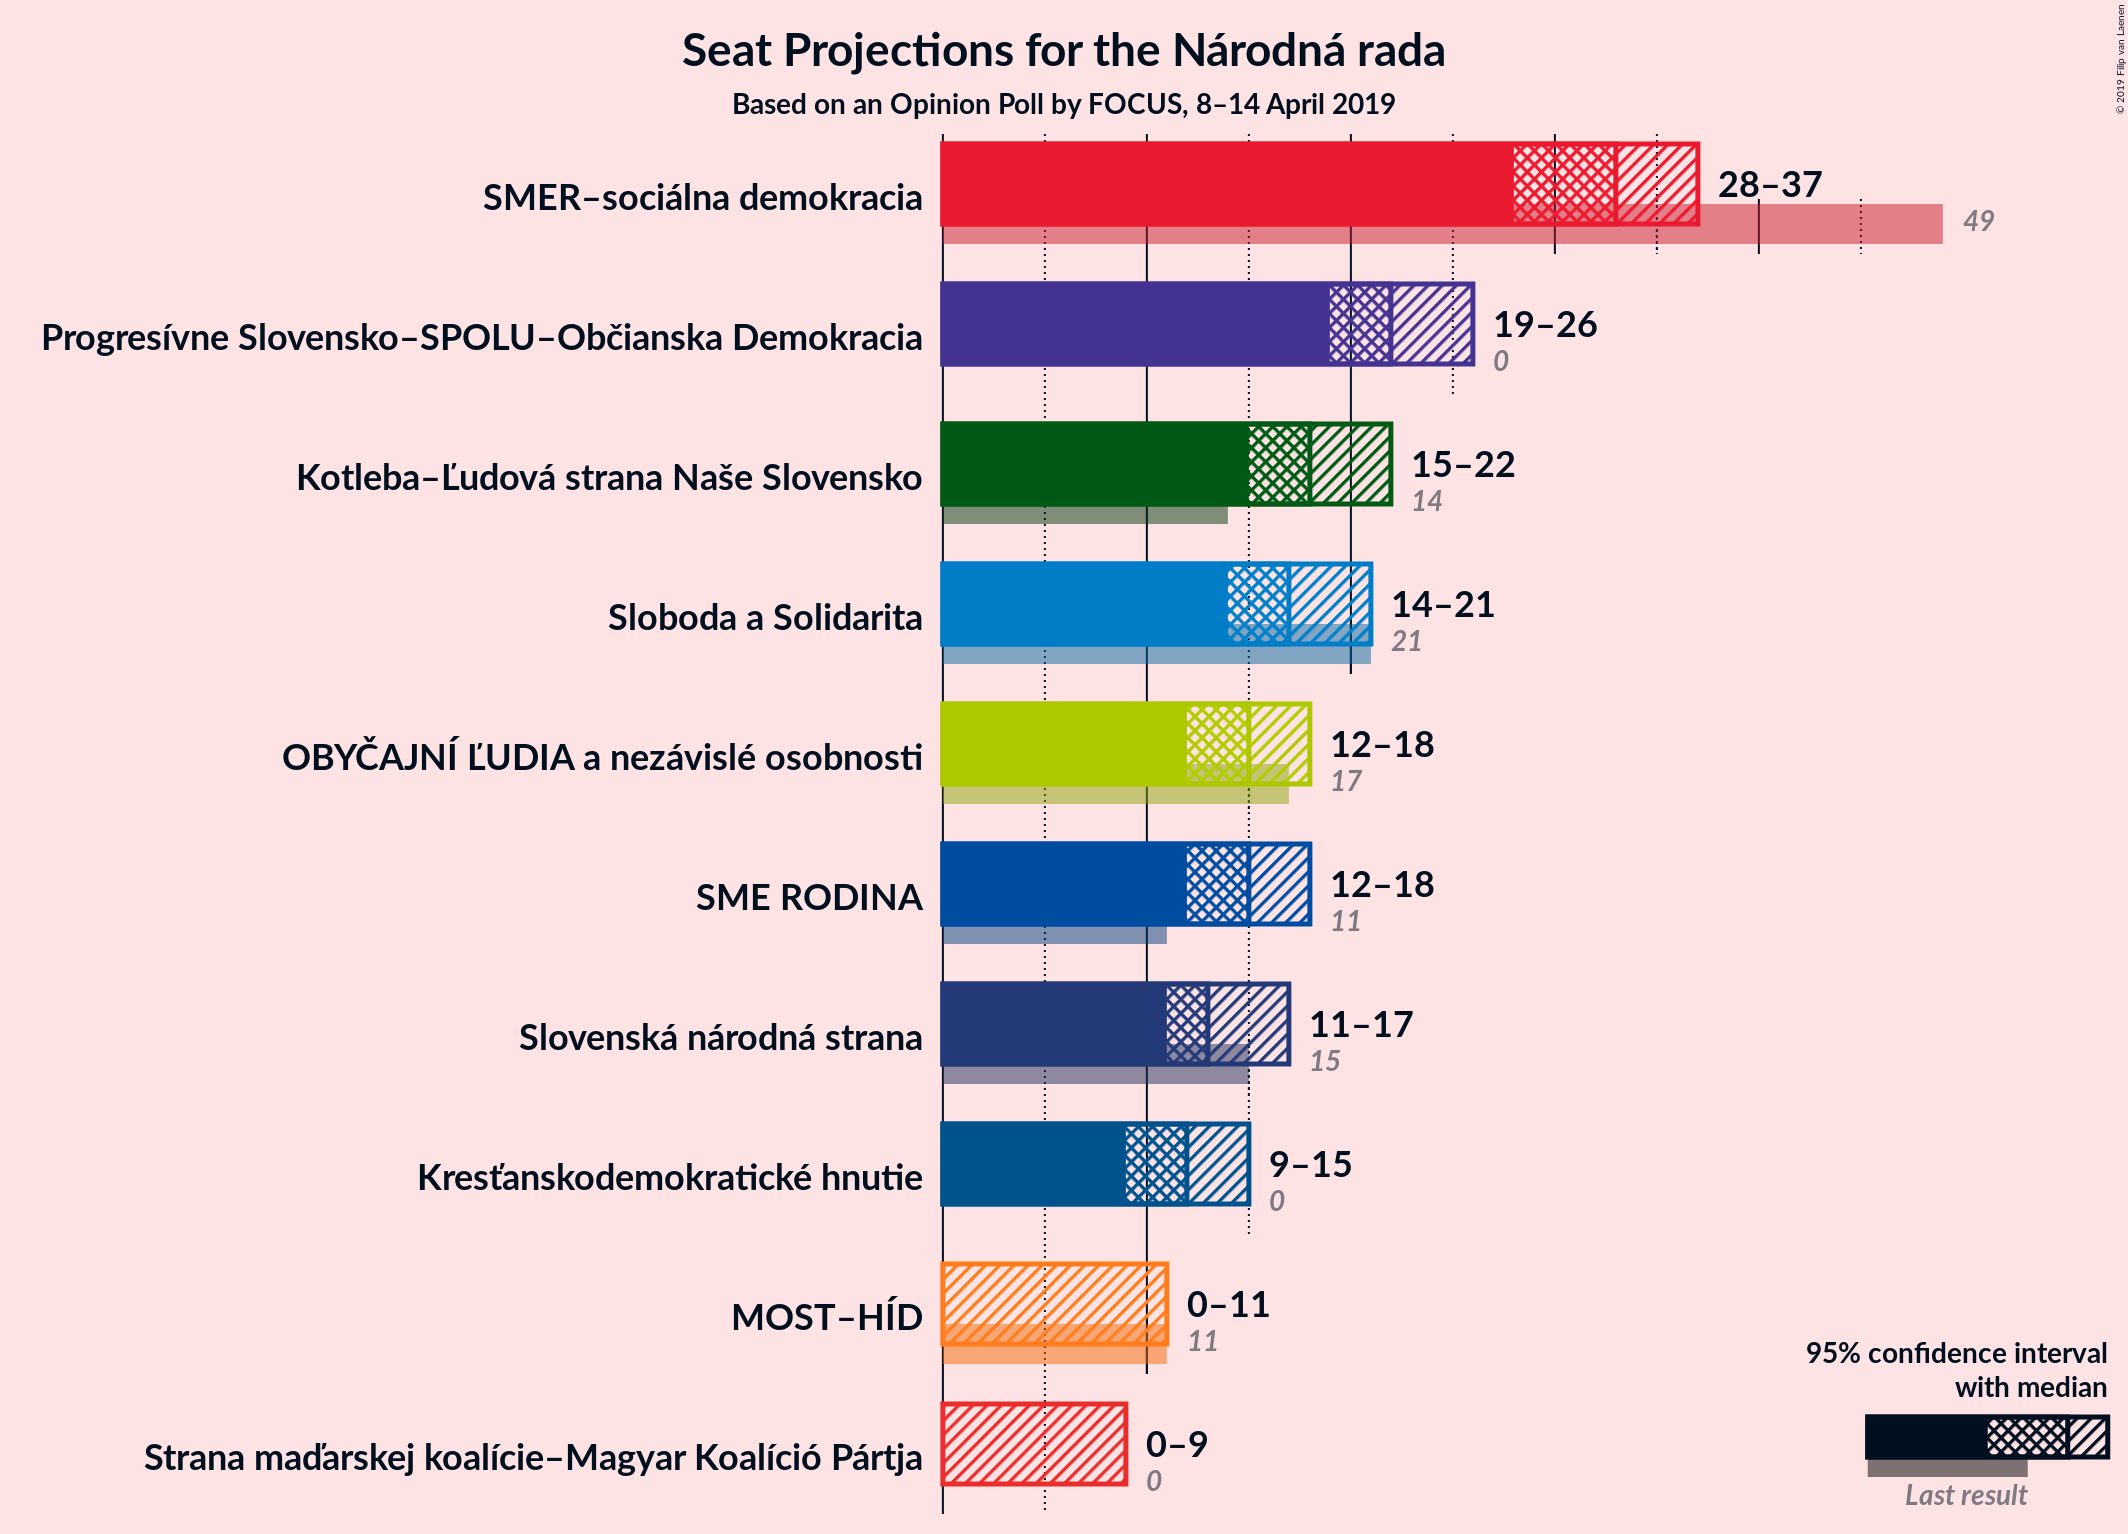 Seat Projections for the Národná rada
Based on an Opinion Poll by FOCUS, 8–14 April 2019
© 2019 Filip van Laenen
SMER–sociálna demokracia
28–37
49
Progresívne Slovensko–SPOLU–Občianska Demokracia
19–26
0
Kotleba–Ľudová strana Naše Slovensko
15–22
14
Sloboda a Solidarita
14–21
21
OBYČAJNÍ ĽUDIA a nezávislé osobnosti
12–18
17
SME RODINA
12–18
11
Slovenská národná strana
11–17
15
Kresťanskodemokratické hnutie
9–15
0
MOST–HÍD
0–11
11
Strana maďarskej koalície–Magyar Koalíció Pártja
0–9
0
95% confidence interval
with median
Last result